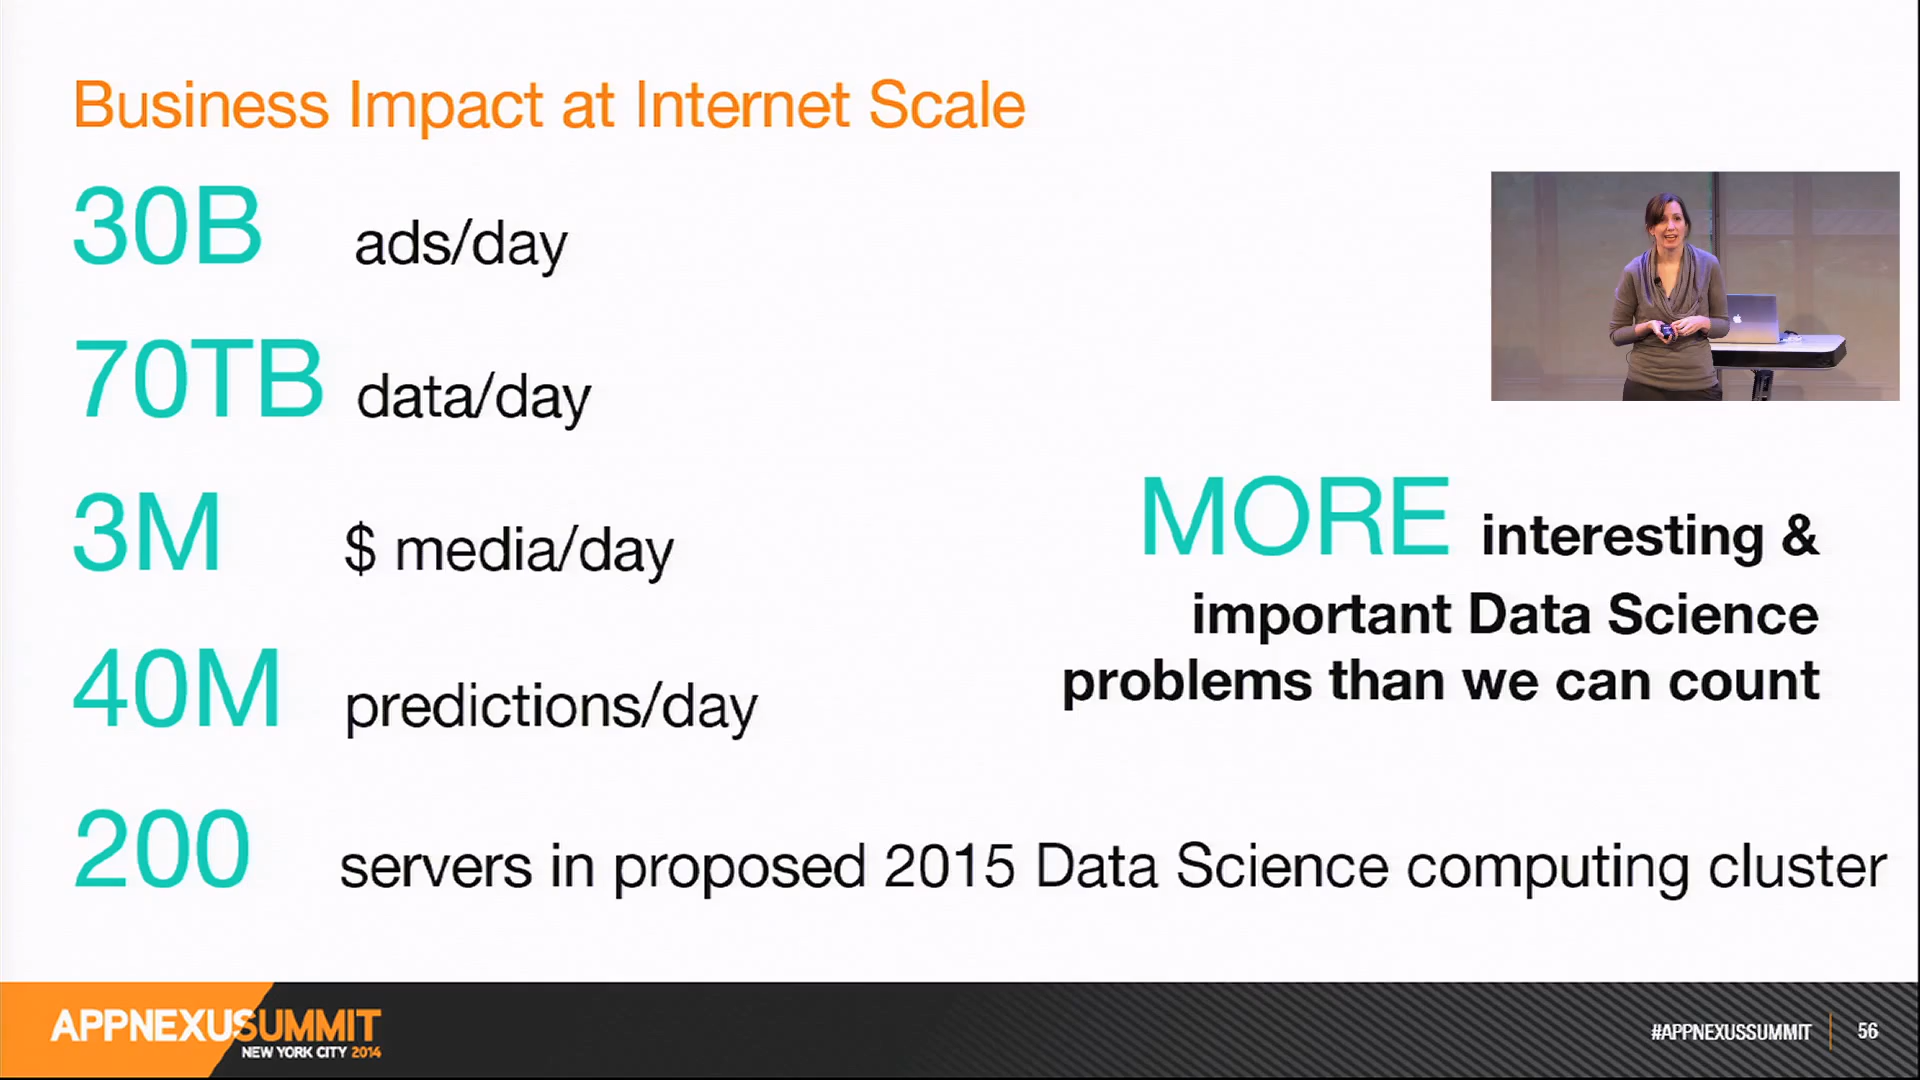 Business Impact at Internet Scale
30B ads/day
70TB data/day
3M $ media/day
40M predictions/day
200 servers in proposed 2015 Data Science computing cluster
MORE interesting &
important Data Science
problems than we can count
APPNEXUSSUMMIT
NEW YORK CITY 2014
#APPNEXUSSUMMIT
56